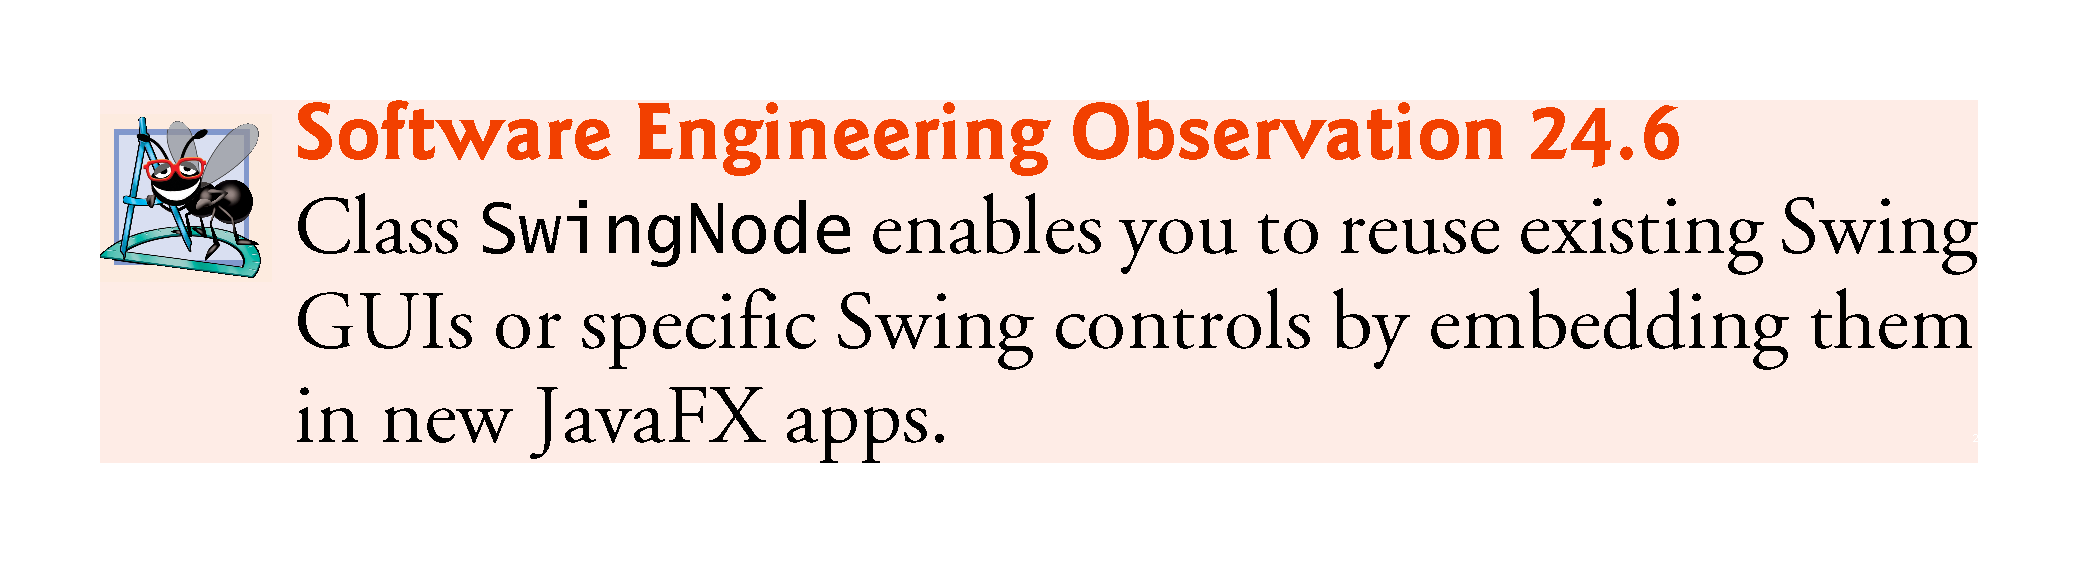 Software Engineering Observation 24.6
Class SwingNode enables you to reuse existing Swing
GUIs or specific Swing controls by embedding them
in new JavaFX apps.